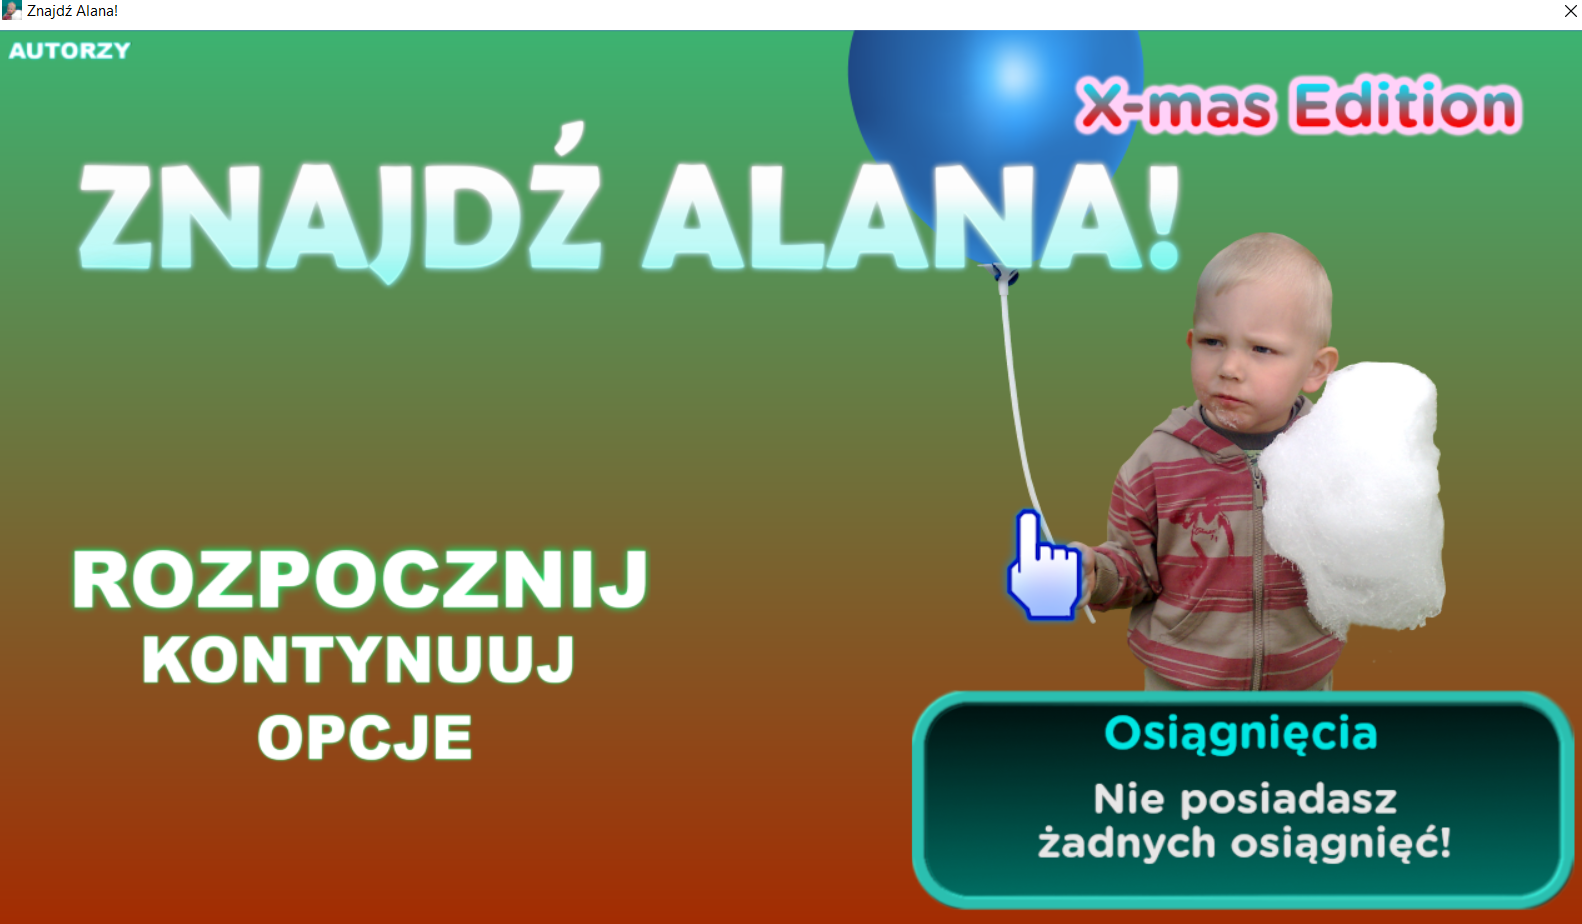 Znajdź Alana!
AUTORZY
X-mas Edition
ZNAJDŹ ALANA!
ROZPOCZNIJ
KONTYNUUJ
OPCJE
Osiągnięcia
Nie posiadasz
żadnych osiągnięć!